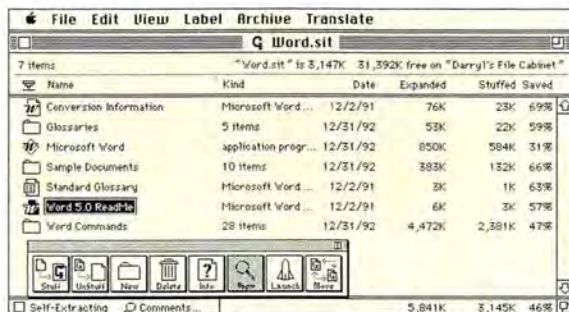 File Edit View Label Archive Translate
Word.sit
7 items "Word.sit" is 3,147K 31,392K free on "Darryl's File Cabinet"
Name Kind Date Expanded Stuffed Saved
Conversion Information Microsoft Word ... 12/2/91 76K 23K 69%
Glossaries 5 items 12/31/92 53K 22K 59%
Microsoft Word application progr... 12/31/92 850K 584K 31%
Sample Documents 10 items 12/31/92 383K 132K 66%
Standard Glossary Microsoft Word ... 12/2/91 3K 1K 63%
Word 5.0 ReadMe Microsoft Word ... 12/2/91 6K 3K 57%
Word Commands 28 items 12/31/92 4,472K 2,381K 47%
Stuff UnStuff New Delete Info View Launch Move
Self-Extracting Comments... 5,841K 3,145K 46%